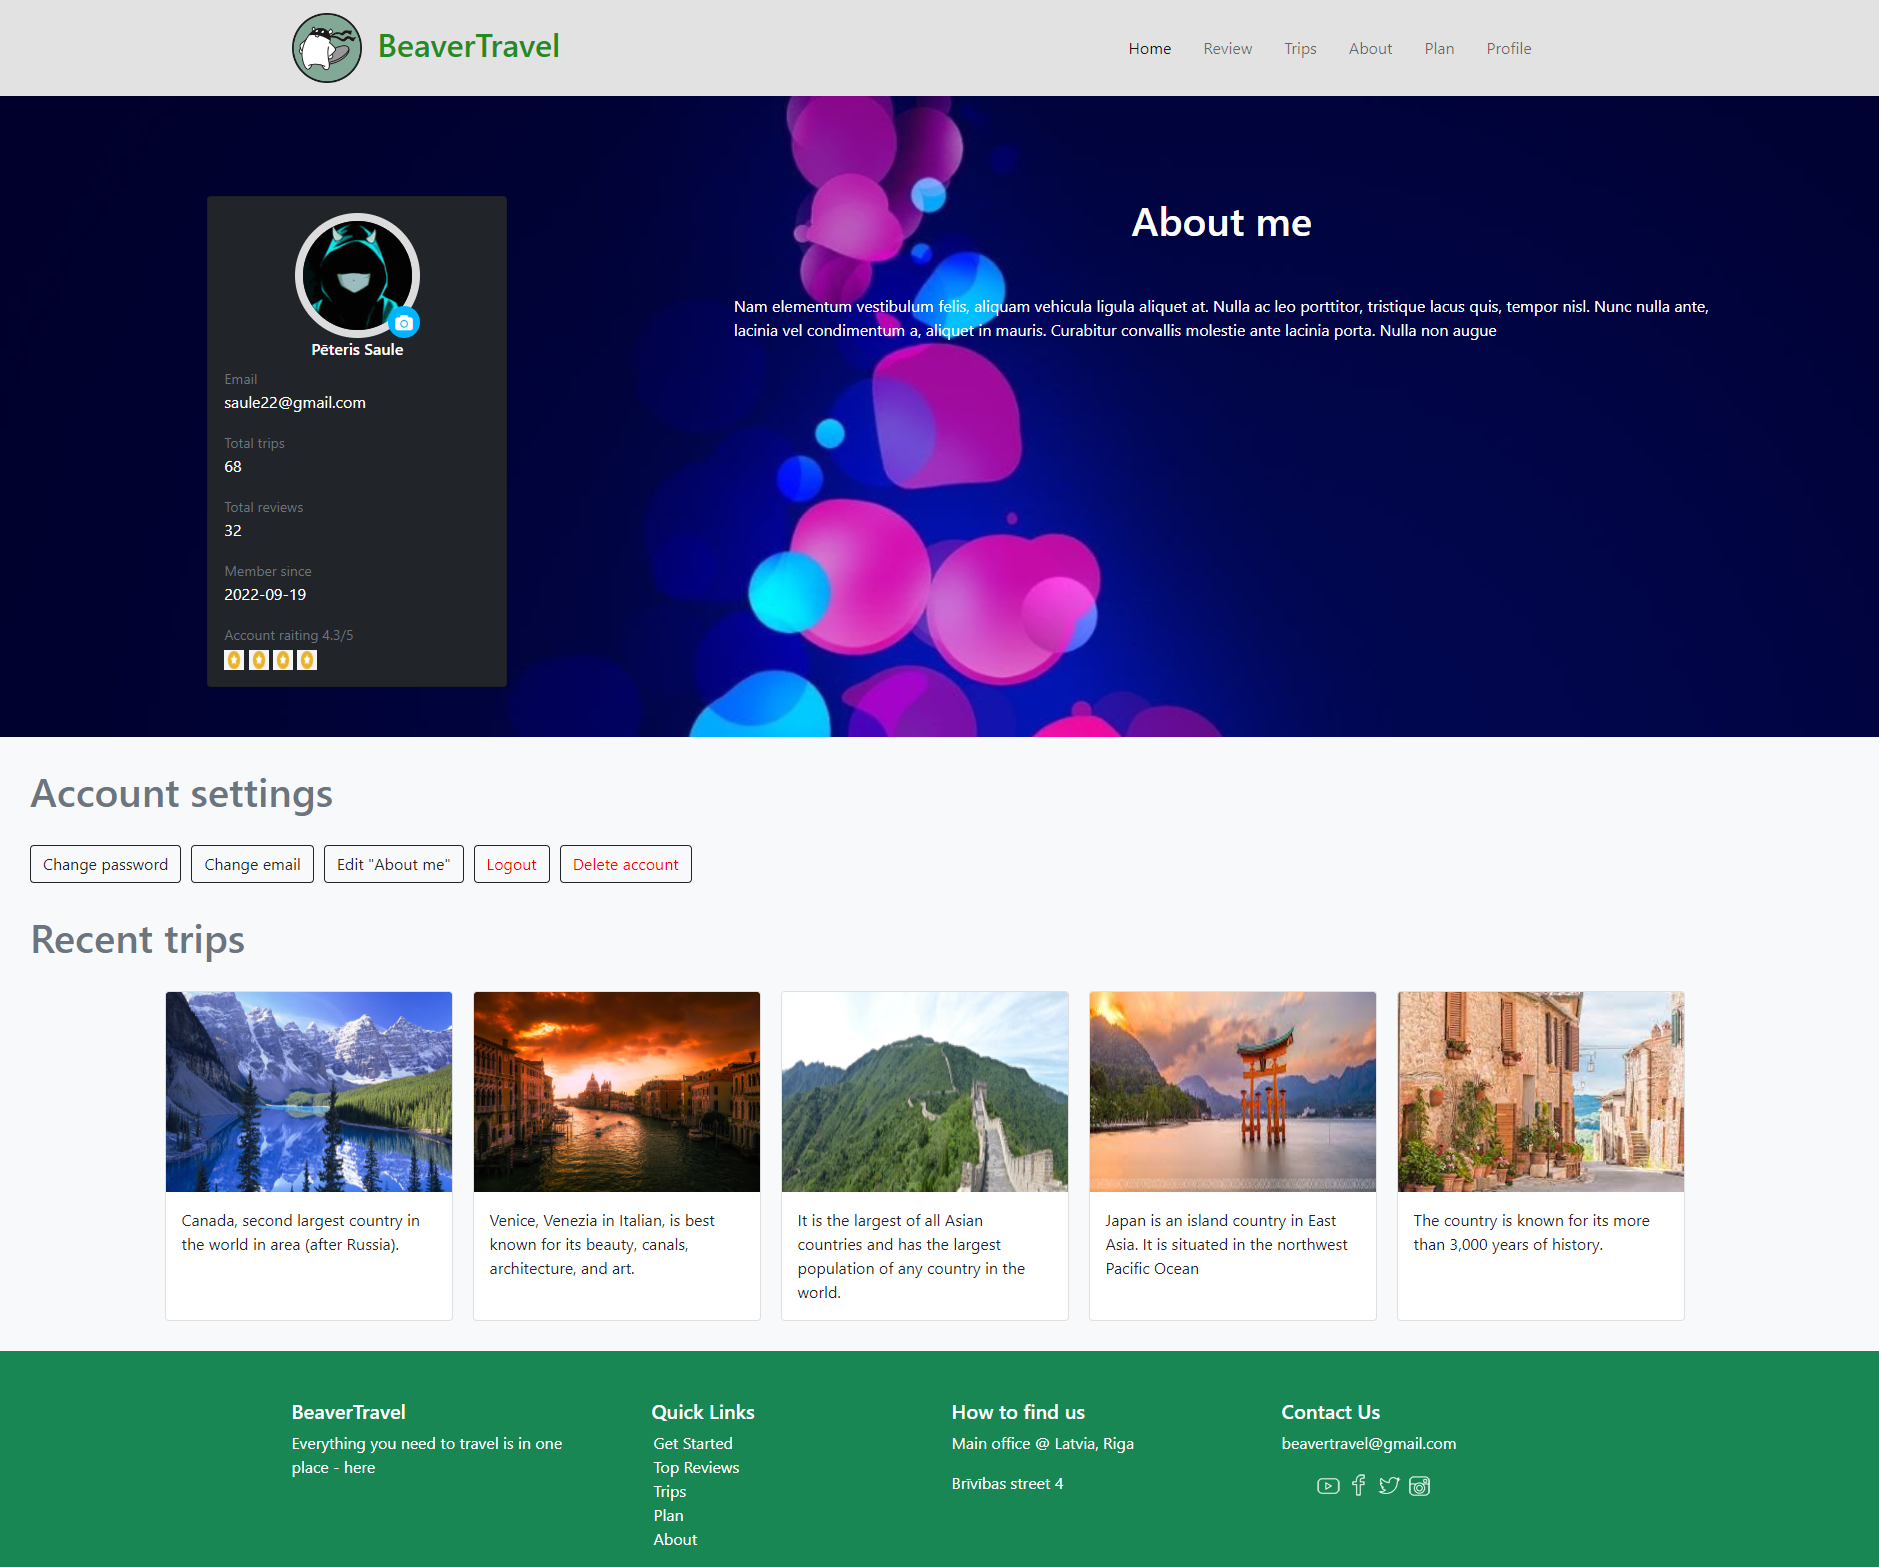 BeaverTravel
Home
Review
Trips
About
Plan
Profile
Pēteris Saule
Email
saule22@gmail.com
Total trips
68
Total reviews
32
Member since
2022-09-19
Account raiting 4.3/5
About me
Nam elementum vestibulum felis, aliquam vehicula ligula aliquet at. Nulla ac leo porttitor, tristique lacus quis, tempor nisl. Nunc nulla ante,
lacinia vel condimentum a, aliquet in mauris. Curabitur convallis molestie ante lacinia porta. Nulla non augue
Account settings
Change password
Change email
Edit "About me"
Logout
Delete account
Recent trips
Canada, second largest country in
the world in area (after Russia).
Venice, Venezia in Italian, is best
known for its beauty, canals,
architecture, and art.
It is the largest of all Asian
countries and has the largest
population of any country in the
world.
Japan is an island country in East
Asia. It is situated in the northwest
Pacific Ocean
The country is known for its more
than 3,000 years of history.
BeaverTravel
Everything you need to travel is in one
place - here
Quick Links
Get Started
Top Reviews
Trips
Plan
About
How to find us
Main office @ Latvia, Riga
Brīvības street 4
Contact Us
beavertravel@gmail.com